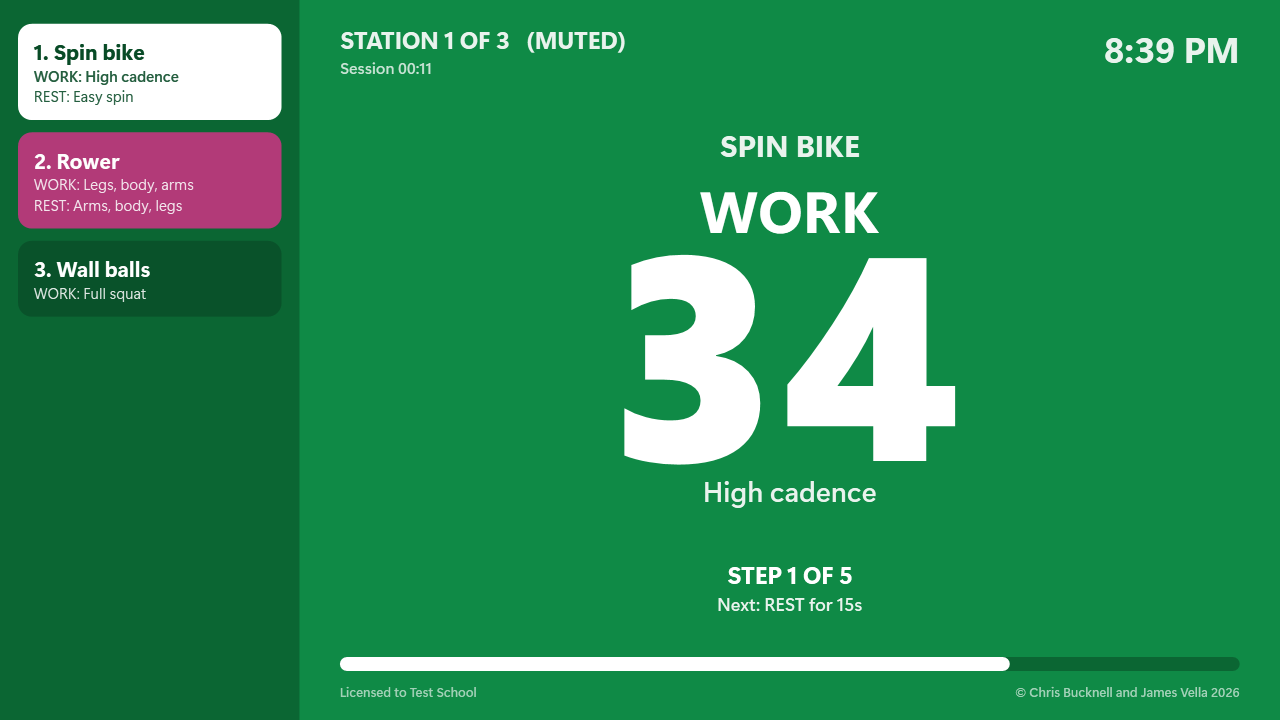 1. Spin bike
WORK: High cadence
REST: Easy spin
2. Rower
WORK: Legs, body, arms
REST: Arms, body, legs
3. Wall balls
WORK: Full squat
STATION 1 OF 3 (MUTED)
Session 00:11
8:39 PM
SPIN BIKE
WORK
34
High cadence
STEP 1 OF 5
Next: REST for 15s
Licensed to Test School
© Chris Bucknell and James Vella 2026